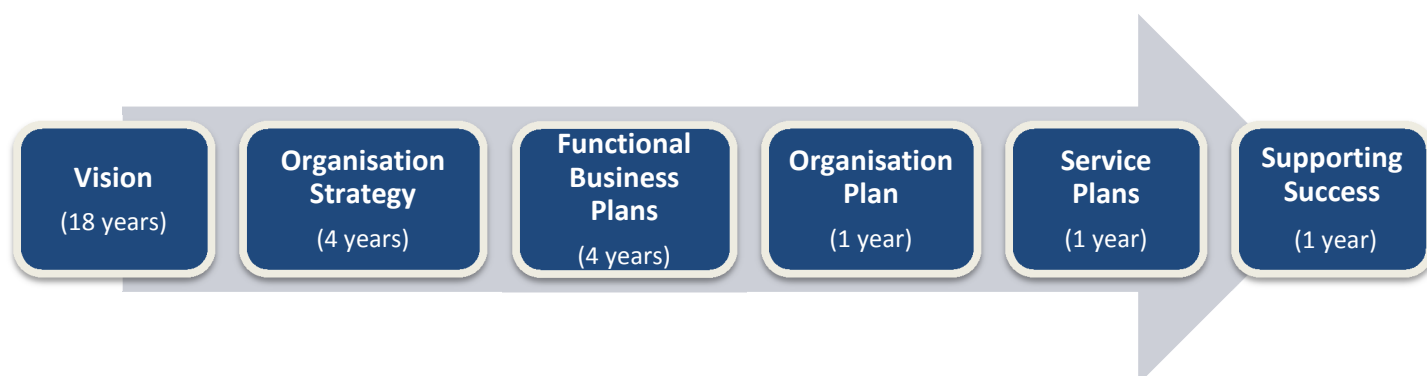 Vision
(18 years)
Organisation
Strategy
(4 years)
Functional
Business
Plans
(4 years)
Organisation
Plan
(1 year)
Service
Plans
(1 year)
Supporting
Success
(1 year)